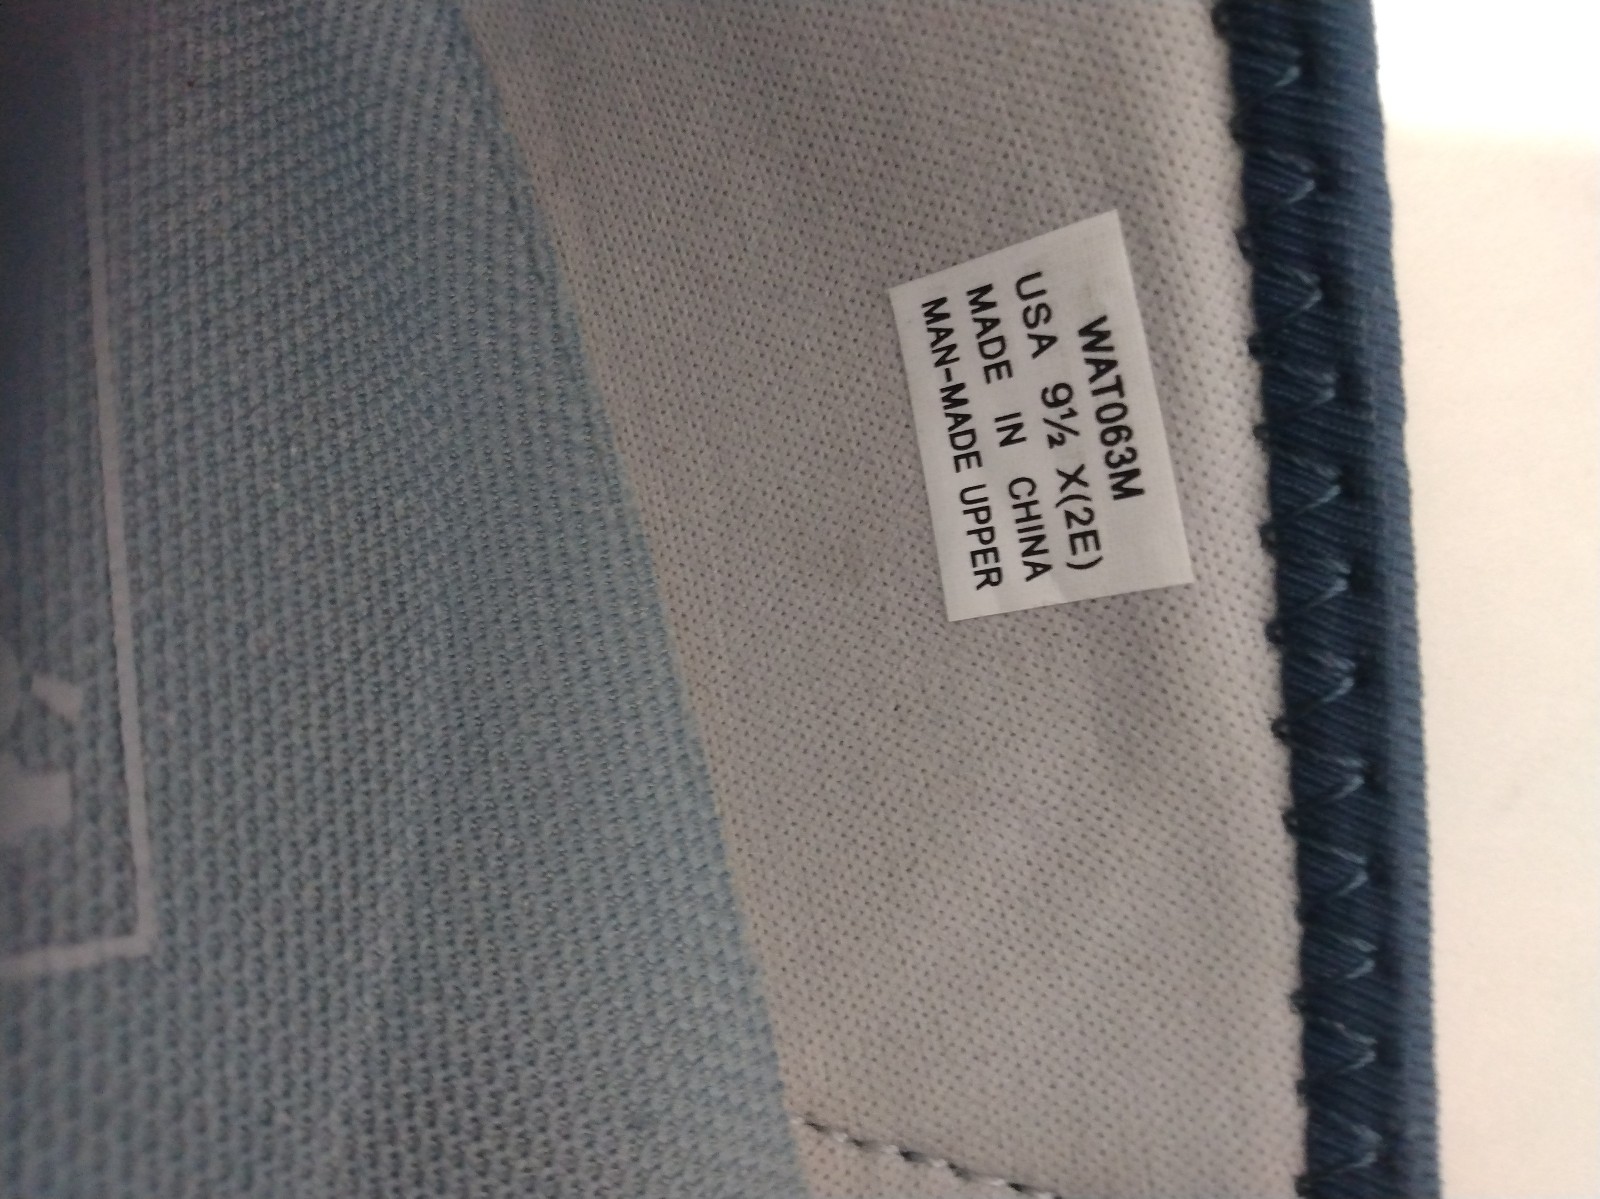 WAT063M
USA 9½ X(2E)
MADE IN CHINA
MAN-MADE UPPER